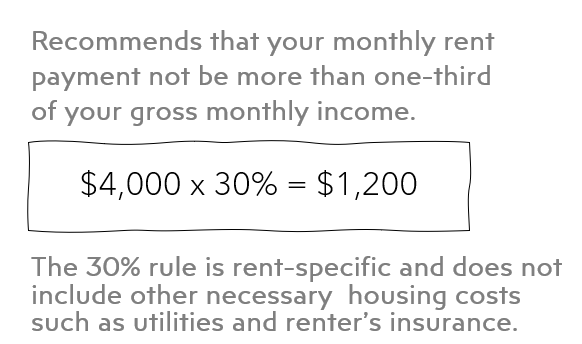 Recommends that your monthly rent
payment not be more than one-third
of your gross monthly income.
$4,000 x 30% = $1,200
The 30% rule is rent-specific and does not
include other necessary housing costs
such as utilities and renter's insurance.